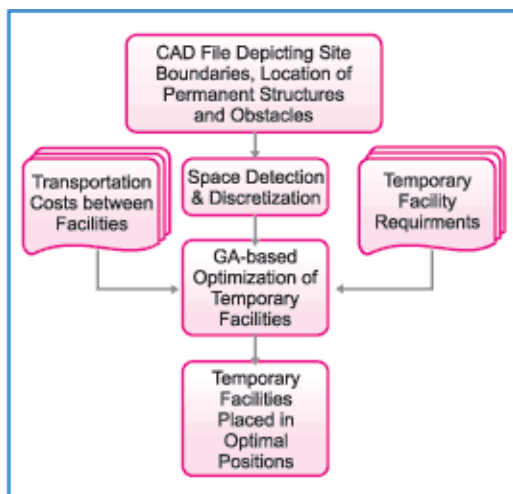 CAD File Depicting Site
Boundaries, Location of
Permanent Structures
and Obstacles
Transportation
Costs between
Facilities
Space Detection
& Discretization
Temporary
Facility
Requirments
GA-based
Optimization of
Temporary
Facilities
Temporary
Facilities
Placed in
Optimal
Positions